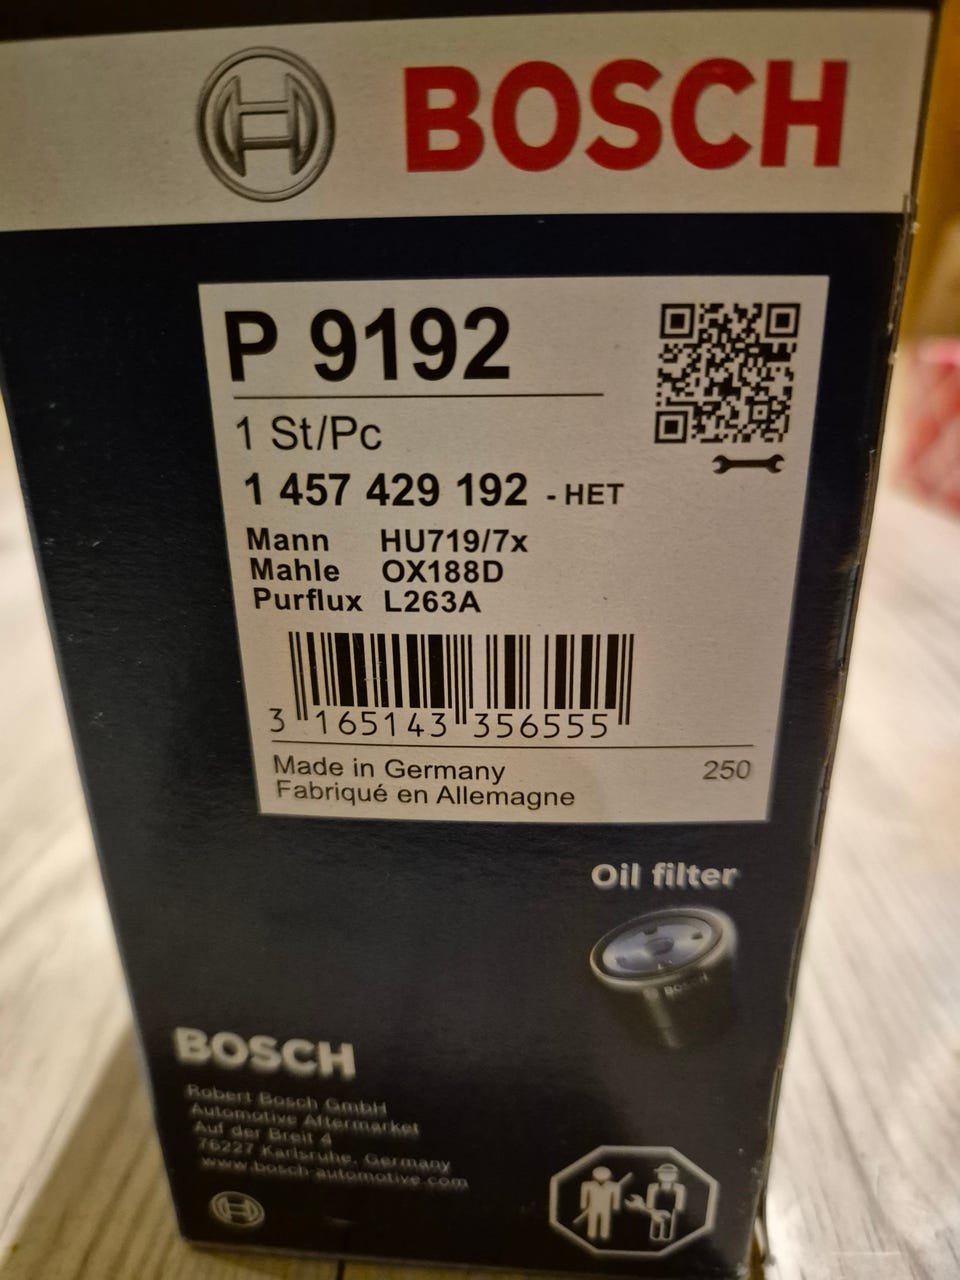 BOSCH
P 9192
1 St/Pc
1 457 429 192 - HET
Mann HU719/7x
Mahle OX188D
Purflux L263A
3 165143 356555
Made in Germany 250
Fabriqué en Allemagne
Oil filter
BOSCH
BOSCH
Robert Bosch GmbH
Automotive Aftermarket
Auf der Breit 4
76227 Karlsruhe, Germany
www.bosch-automotive.com